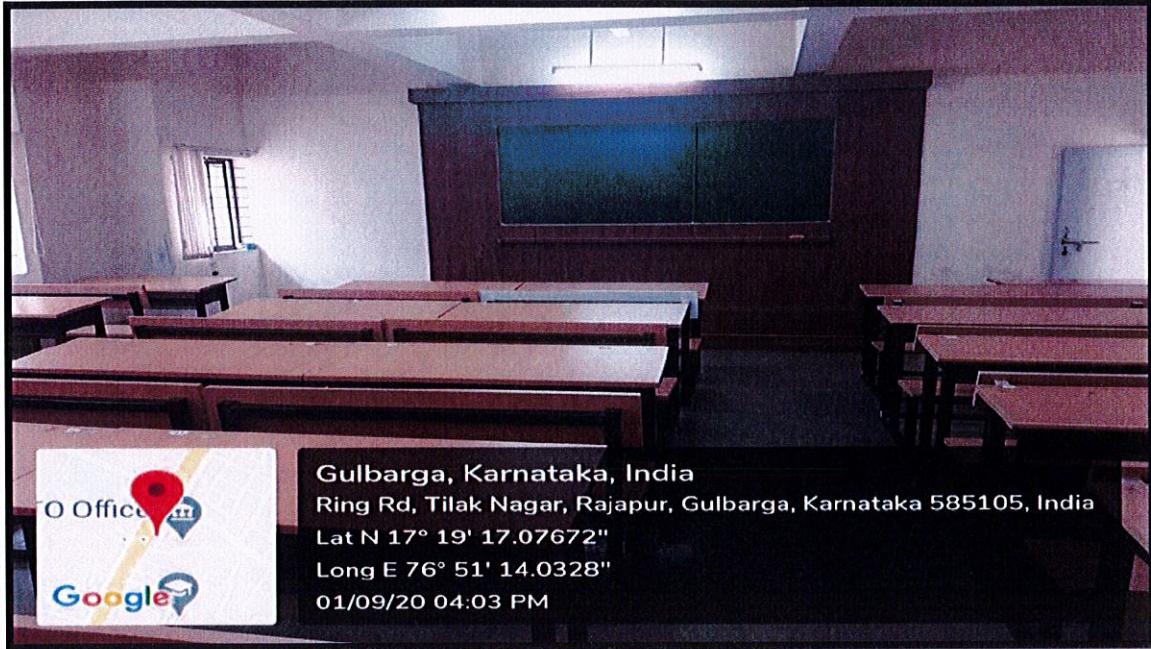 TO Office
Google
Gulbarga, Karnataka, India
Ring Rd, Tilak Nagar, Rajapur, Gulbarga, Karnataka 585105, India
Lat N 17° 19' 17.07672"
Long E 76° 51' 14.0328"
01/09/20 04:03 PM